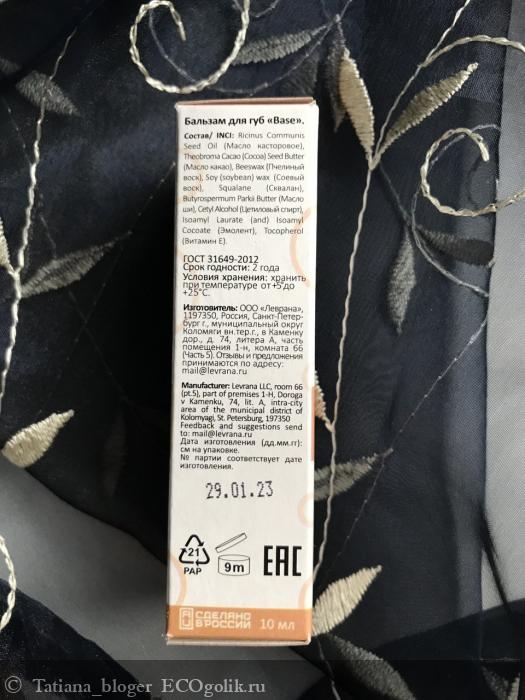 Бальзам для губ «Base».
Состав/ INCI: Ricinus Communis
Seed Oil (Масло касторовое),
Theobroma Cacao (Cocoa) Seed Butter
(Масло какао), Beeswax (Пчелиный
воск), Soy (soybean) wax (Соевый
воск), Squalane (Сквалан),
Butyrospermum Parkii Butter (Масло
ши), Cetyl Alcohol (Цетиловый спирт),
Isoamyl Laurate (and) Isoamyl
Cocoate (Эмолент), Tocopherol
(Витамин Е).
ГОСТ 31649-2012
Срок годности: 2 года
Условия хранения: хранить
при температуре от+5до
+25°С.
Изготовитель: ООО «Леврана»,
1197350, Россия, Санкт-Петер-
бург г., муниципальный округ
Коломяги вн.тер.г., в Каменку
дор., д. 74, литера А, часть
помещения 1-н, комната 66
(Часть 5). Отзывы и предложения
принимаются по адресу:
mail@levrana.ru
Manufacturer: Levrana LLC, room 66
(pt.5), part of premises 1-H, Doroga
v Kamenku, 74, lit. A, intra-city
area of the municipal district of
Kolomyagi, St. Petersburg, 197350
Feedback and suggestions send
to: mail@levrana.ru
Дата изготовления (дд.мм.гг):
см на упаковке.
№ партии соответствует дате
изготовления.
29.01.23
21
PAP
9m
EAC
СДЕЛАНО
В РОССИИ
10 мл
Tatiana_bloger ECOgolik.ru